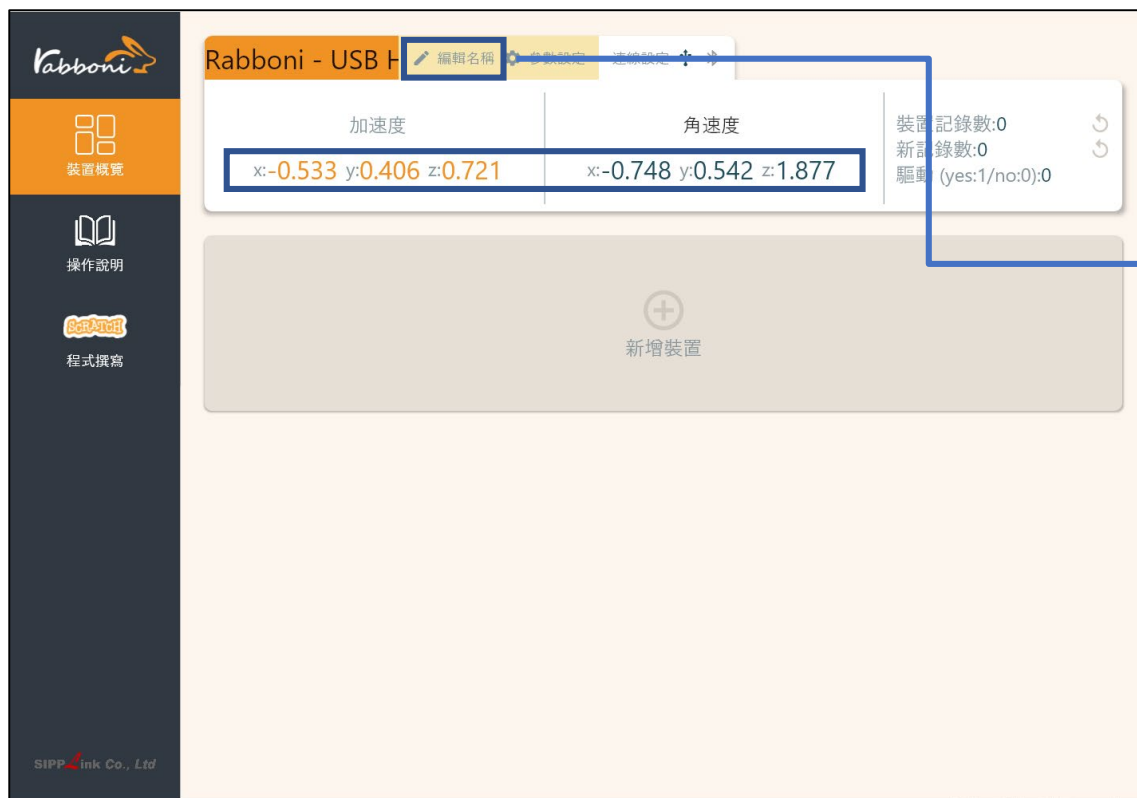 rabboni
裝置概覽
操作說明
SCRATCH
程式撰寫
SIPPLink Co., Ltd
Rabboni - USB H 編輯名稱 參數設定 連線設定
加速度
x:-0.533 y:0.406 z:0.721
角速度
x:-0.748 y:0.542 z:1.877
裝置記錄數:0
新記錄數:0
驅動 (yes:1/no:0):0
新增裝置